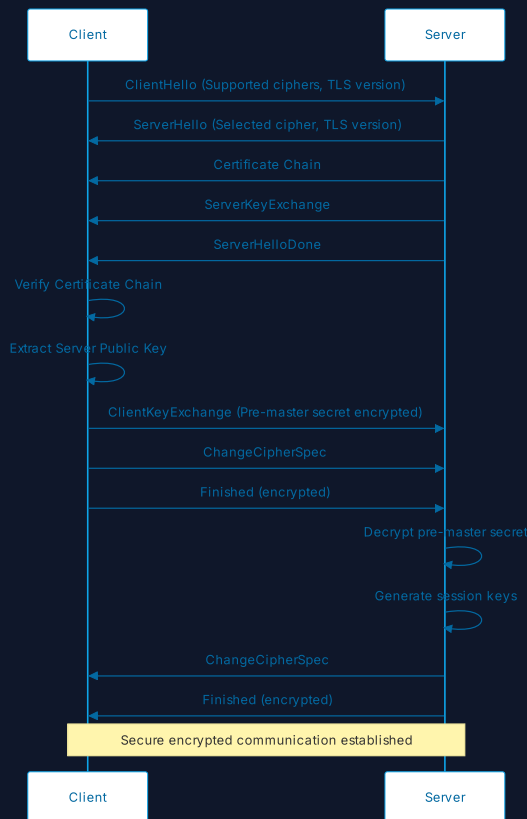 Client
Server
ClientHello (Supported ciphers, TLS version)
ServerHello (Selected cipher, TLS version)
Certificate Chain
ServerKeyExchange
ServerHelloDone
Verify Certificate Chain
Extract Server Public Key
ClientKeyExchange (Pre-master secret encrypted)
ChangeCipherSpec
Finished (encrypted)
Decrypt pre-master secret
Generate session keys
ChangeCipherSpec
Finished (encrypted)
Secure encrypted communication established
Client
Server